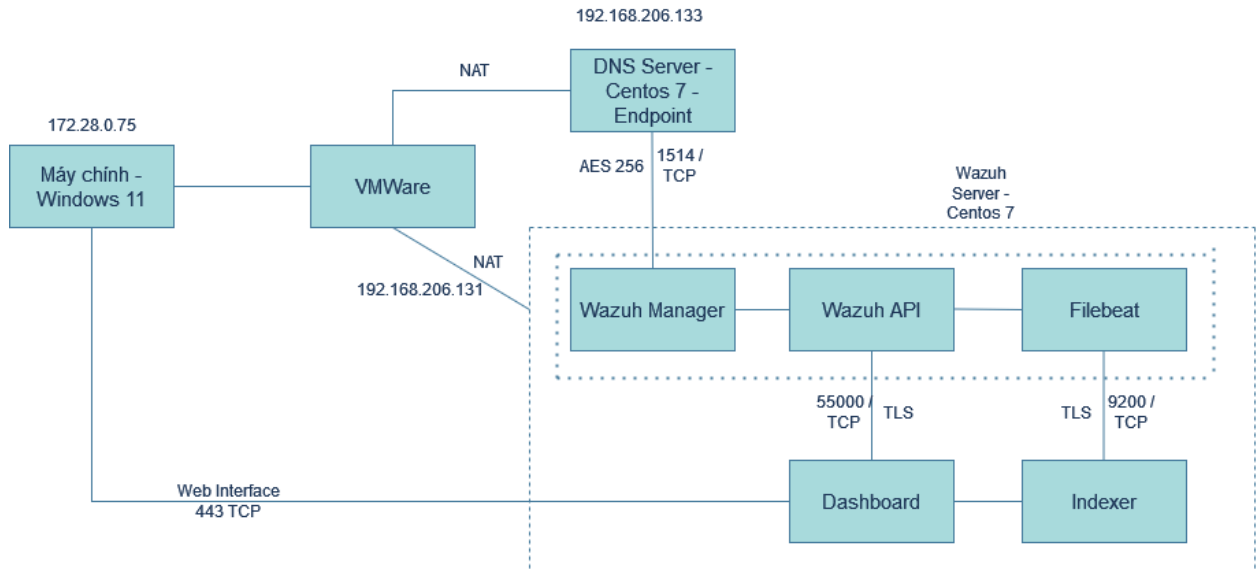 192.168.206.133
DNS Server -
Centos 7 -
Endpoint
NAT
172.28.0.75
Máy chính -
Windows 11
VMWare
AES 256
1514 /
TCP
Wazuh
Server -
Centos 7
NAT
192.168.206.131
Wazuh Manager
Wazuh API
Filebeat
55000 /
TCP
TLS
TLS
9200 /
TCP
Web Interface
443 TCP
Dashboard
Indexer